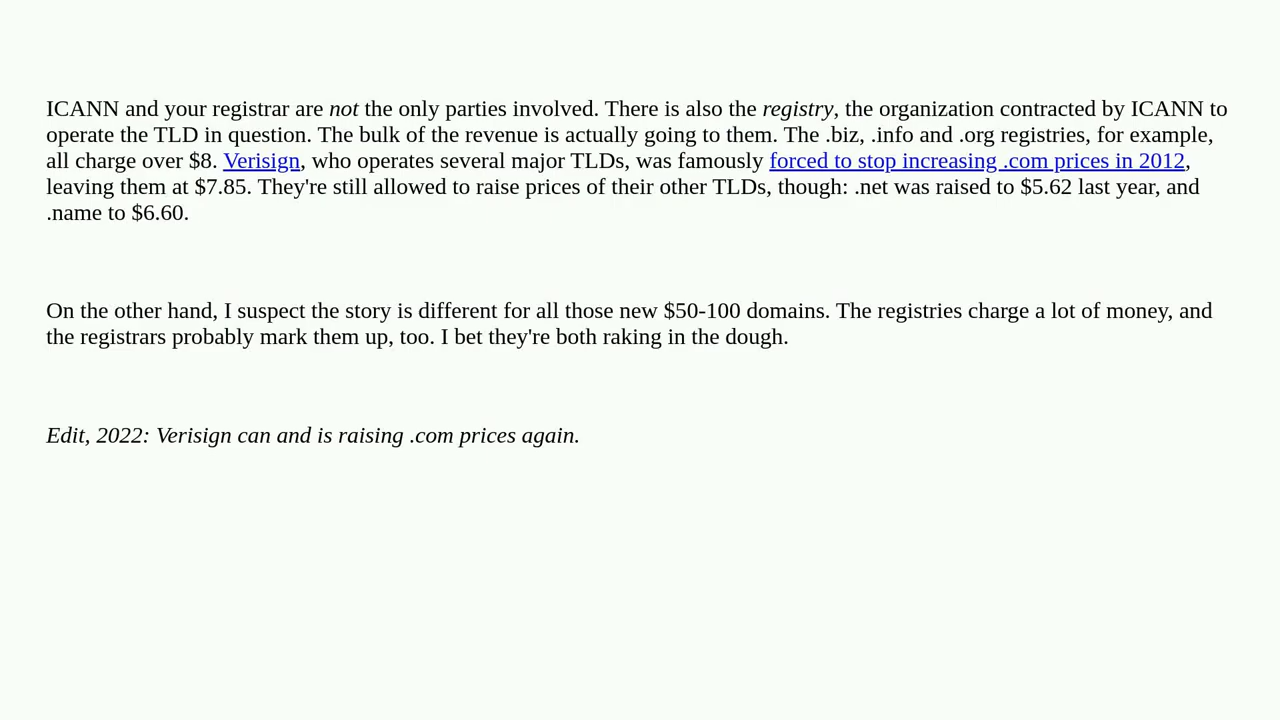 ICANN and your registrar are not the only parties involved. There is also the registry, the organization contracted by ICANN to
operate the TLD in question. The bulk of the revenue is actually going to them. The .biz, .info and .org registries, for example,
all charge over $8. Verisign, who operates several major TLDs, was famously forced to stop increasing .com prices in 2012,
leaving them at $7.85. They're still allowed to raise prices of their other TLDs, though: .net was raised to $5.62 last year, and
.name to $6.60.
On the other hand, I suspect the story is different for all those new $50-100 domains. The registries charge a lot of money, and
the registrars probably mark them up, too. I bet they're both raking in the dough.
Edit, 2022: Verisign can and is raising .com prices again.